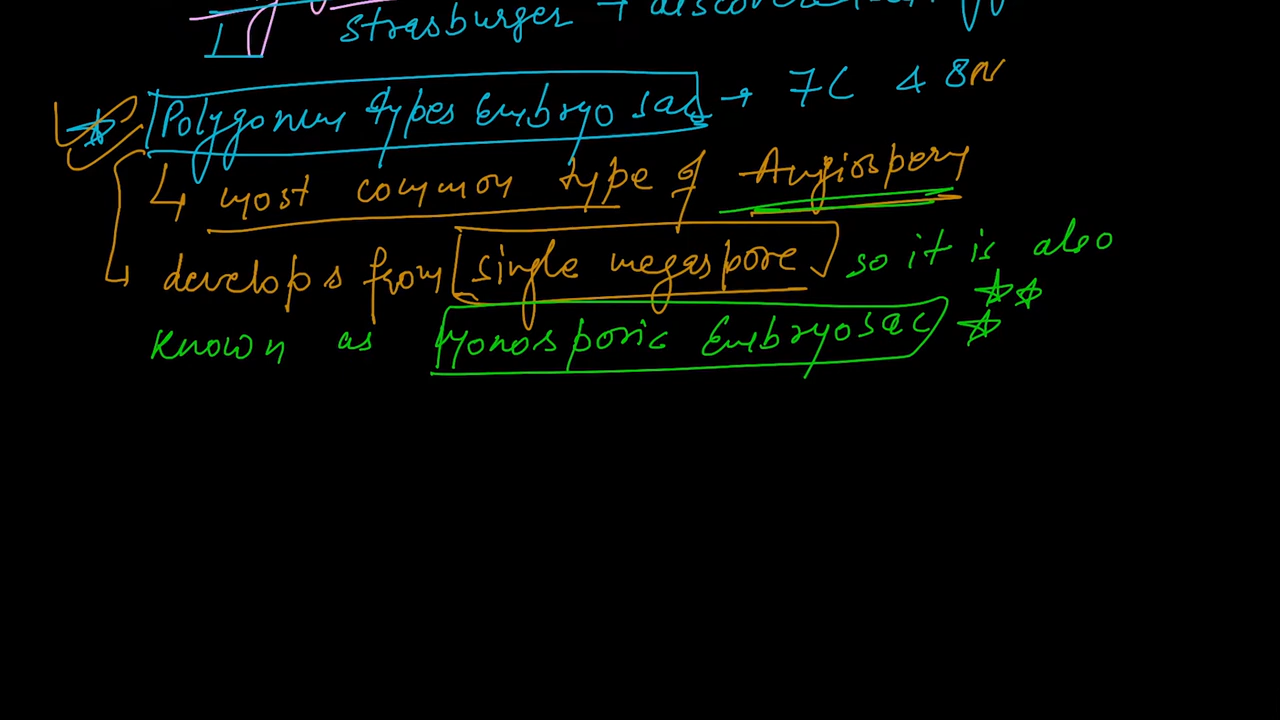 strasburger → discovered
Polygonum types Embryo sac → 7C & 8N
↳ most common type of Angiosperm
↳ develops from single megaspore so it is also
known as Monosporic Embryosac